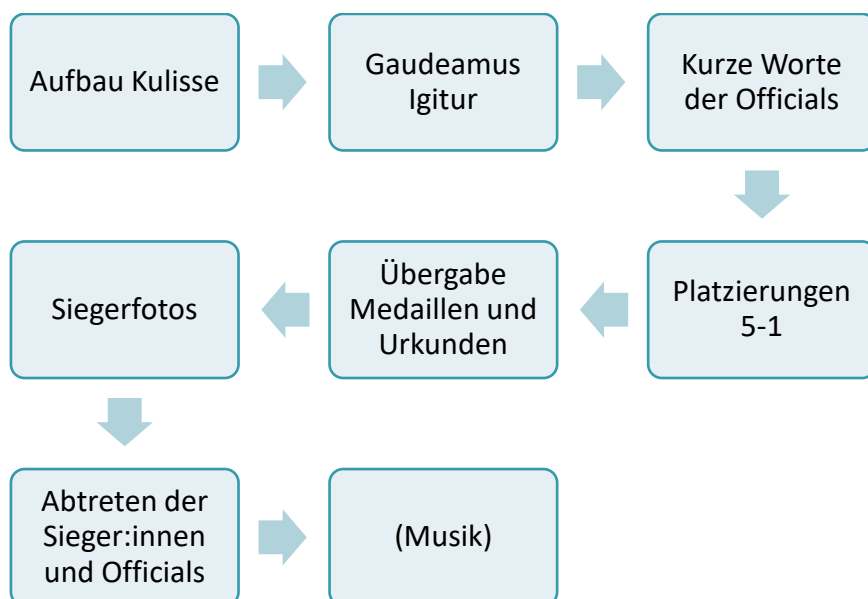 Aufbau Kulisse
Gaudeamus
Igitur
Kurze Worte
der Officials
Platzierungen
5-1
Übergabe
Medaillen und
Urkunden
Siegerfotos
Abtreten der
Sieger:innen
und Officials
(Musik)